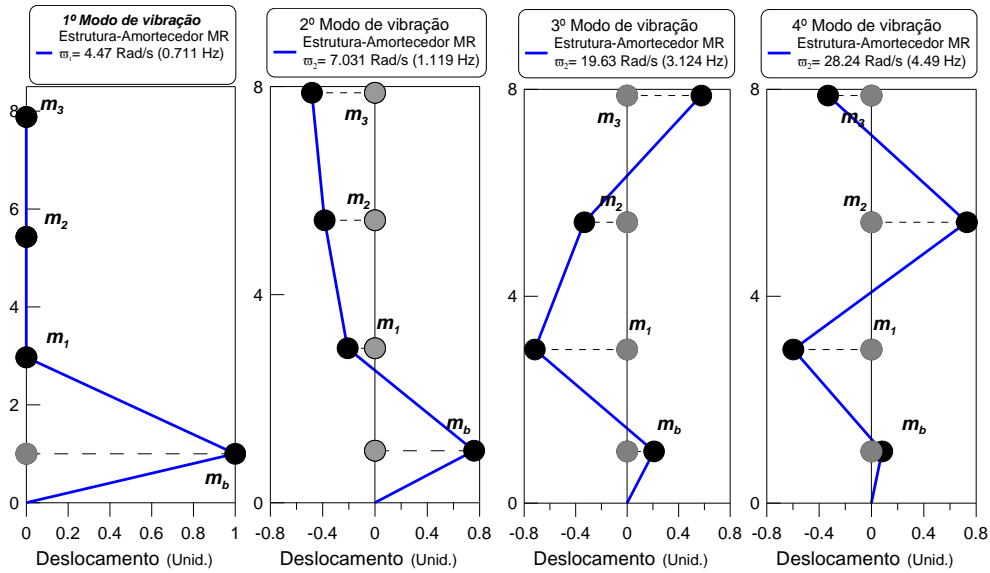 1º Modo de vibração
Estrutura-Amortecedor MR
ϖ₁= 4.47 Rad/s (0.711 Hz)
8
6
4
2
0
m₃
m₂
m₁
m_b
0 0.2 0.4 0.6 0.8 1
Deslocamento (Unid.)
2º Modo de vibração
Estrutura-Amortecedor MR
ϖ₂= 7.031 Rad/s (1.119 Hz)
8
4
0
m₃
m₂
m₁
m_b
-0.8 -0.4 0 0.4 0.8
Deslocamento (Unid.)
3º Modo de vibração
Estrutura-Amortecedor MR
ϖ₂= 19.63 Rad/s (3.124 Hz)
8
4
0
m₃
m₂
m₁
m_b
-0.8 -0.4 0 0.4 0.8
Deslocamento (Unid.)
4º Modo de vibração
Estrutura-Amortecedor MR
ϖ₂= 28.24 Rad/s (4.49 Hz)
8
4
0
m₃
m₂
m₁
m_b
-0.8 -0.4 0 0.4 0.8
Deslocamento (Unid.)